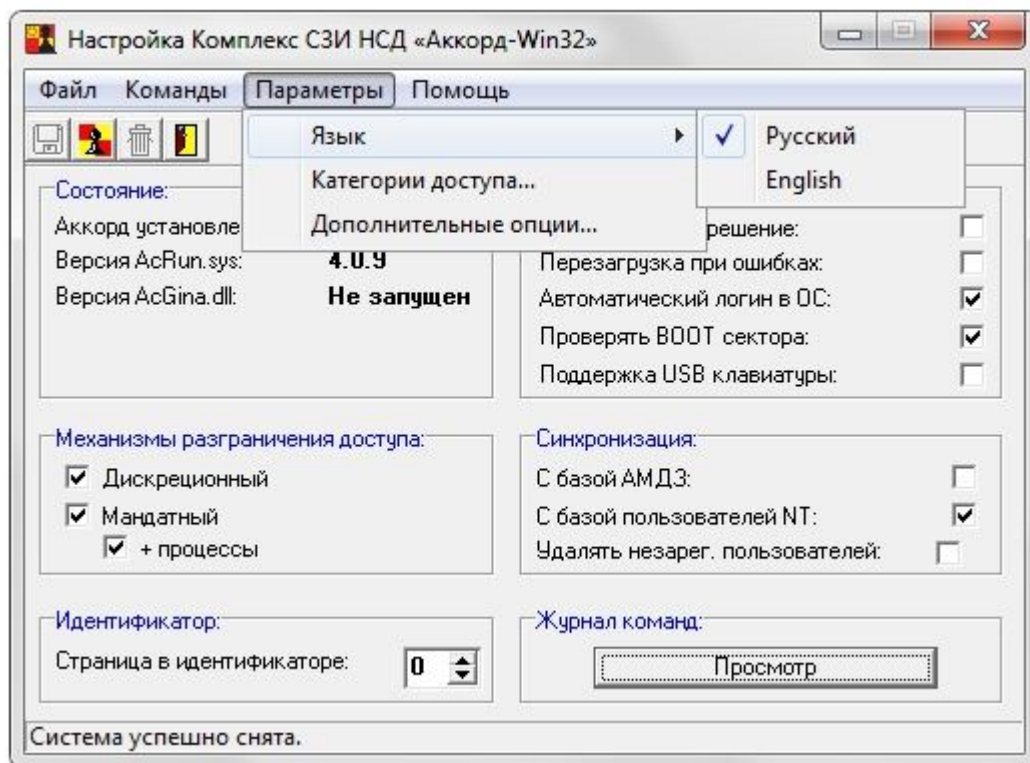 Настройка Комплекс СЗИ НСД «Аккорд-Win32»
Файл Команды Параметры Помощь
Язык
Русский
English
Категории доступа...
Дополнительные опции...
Состояние:
Аккорд
Версия AcRun.sys: 4.0.9
Версия AcGina.dll: Не запущен
Перезагрузка при ошибках:
Автоматический логин в ОС:
Проверять BOOT сектора:
Поддержка USB клавиатуры:
Механизмы разграничения доступа:
Дискреционный
Мандатный
+ процессы
Синхронизация:
С базой АМДЗ:
С базой пользователей NT:
Удалять незарег. пользователей:
Идентификатор:
Страница в идентификаторе: 0
Журнал команд:
Просмотр
Система успешно снята.